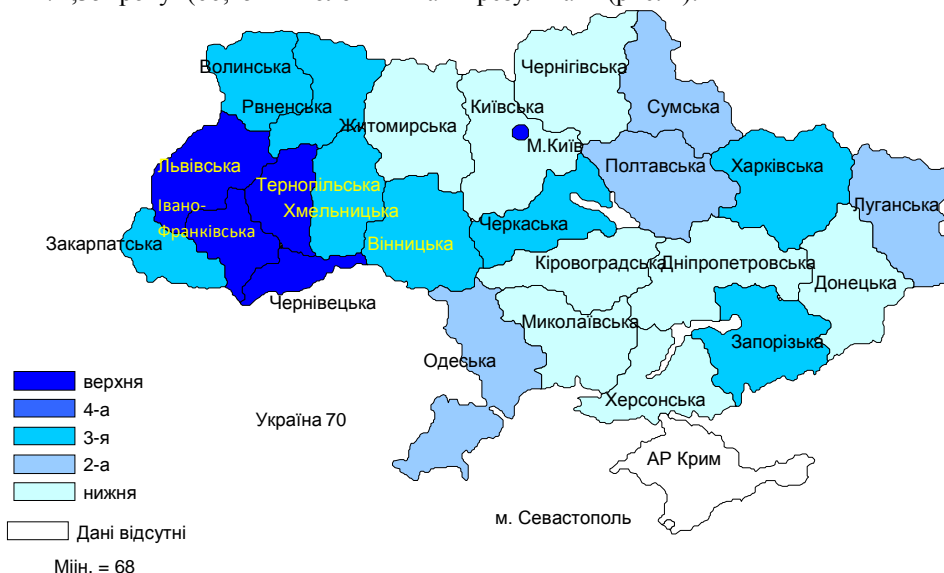 Волинська
Рвненська
Житомирська
Київська
Чернігівська
Сумська
М.Київ
Полтавська
Харківська
Луганська
Львівська
Тернопільська
Івано-
Франківська
Хмельницька
Вінницька
Черкаська
Закарпатська
Чернівецька
Кіровоградська
Дніпропетровська
Донецька
Миколаївська
Запорізька
Одеська
Херсонська
АР Крим
м. Севастополь
Україна 70
верхня
4-а
3-я
2-а
нижня
Дані відсутні
Міін. = 68